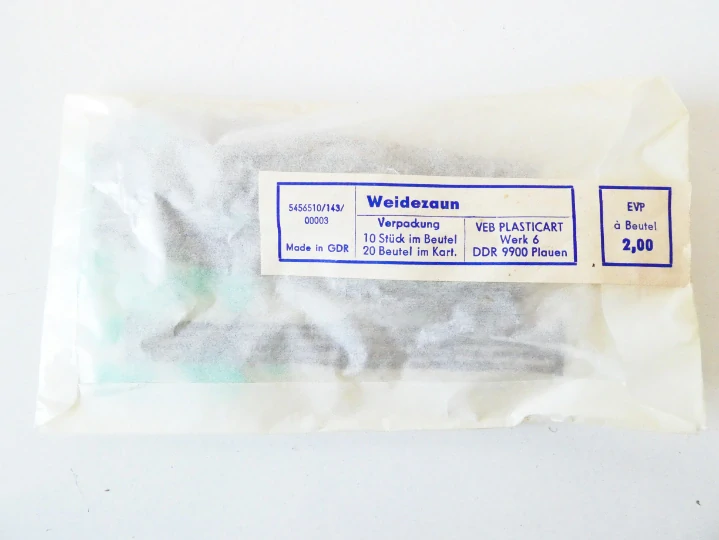 5456510/143/
00003
Made in GDR
Weidezaun
Verpackung
10 Stück im Beutel
20 Beutel im Kart.
VEB PLASTICART
Werk 6
DDR 9900 Plauen
EVP
à Beutel
2,00